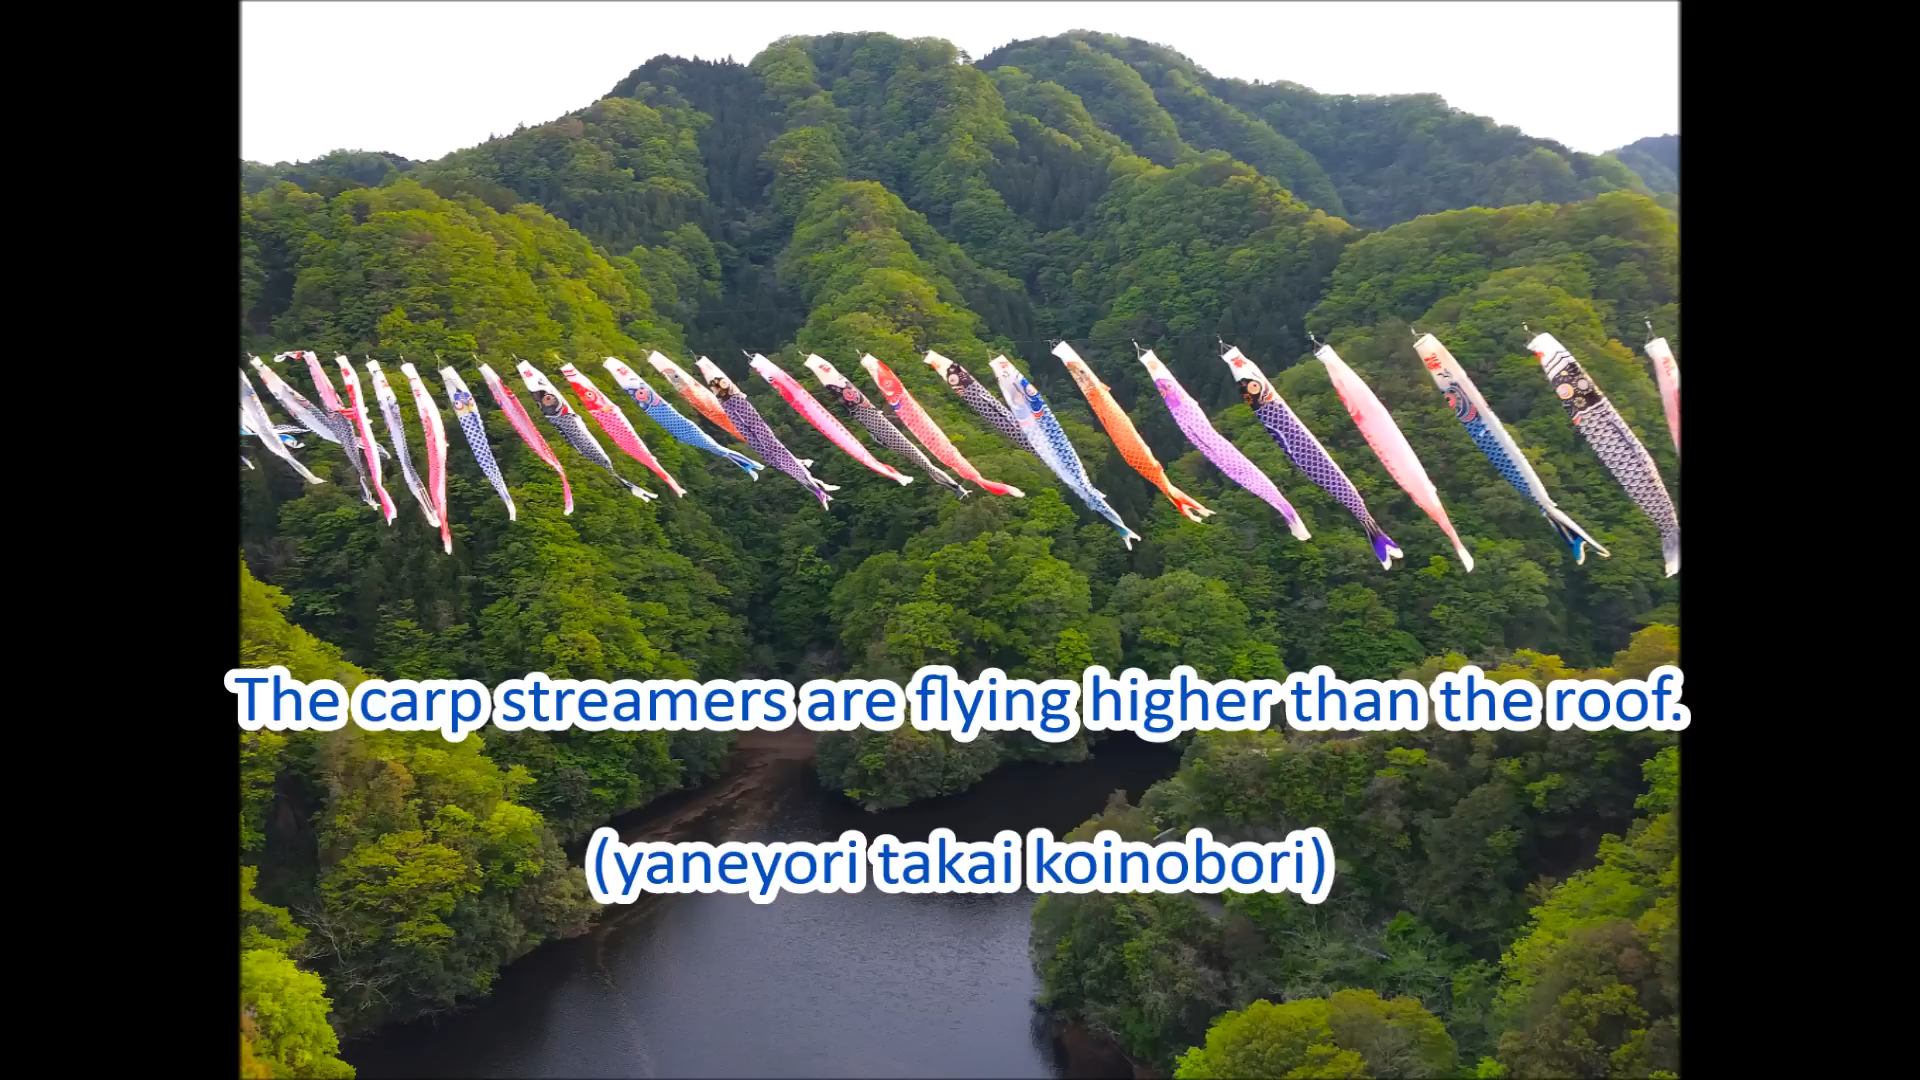 The carp streamers are flying higher than the roof.
(yaneyori takai koinobori)